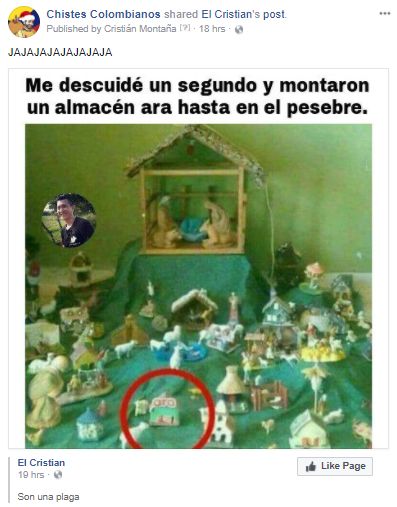 Chistes Colombianos shared El Cristian's post.
Published by Cristián Montaña [?] · 18 hrs ·
JAJAJAJAJAJAJAJA
Me descuidé un segundo y montaron
un almacén ara hasta en el pesebre.
ara
El Cristian
19 hrs ·
Like Page
Son una plaga